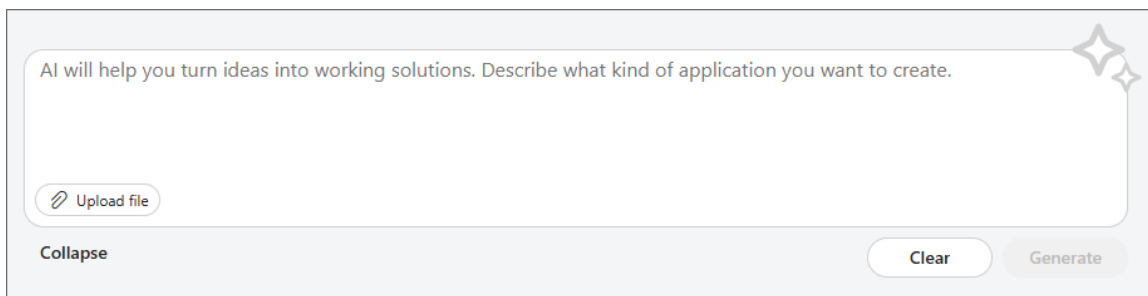 AI will help you turn ideas into working solutions. Describe what kind of application you want to create.
Upload file
Collapse
Clear
Generate